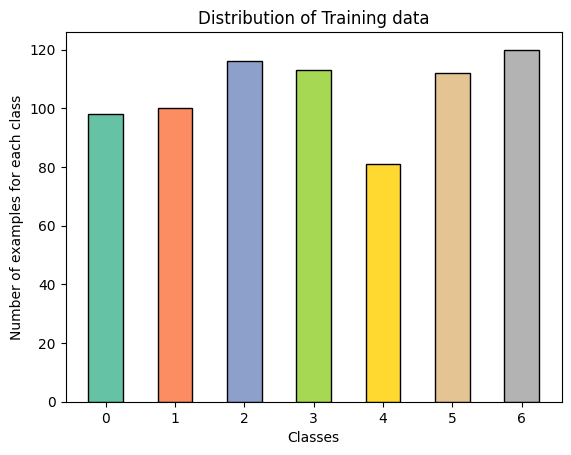 Distribution of Training data
Number of examples for each class
120
100
80
60
40
20
0
0 1 2 3 4 5 6
Classes